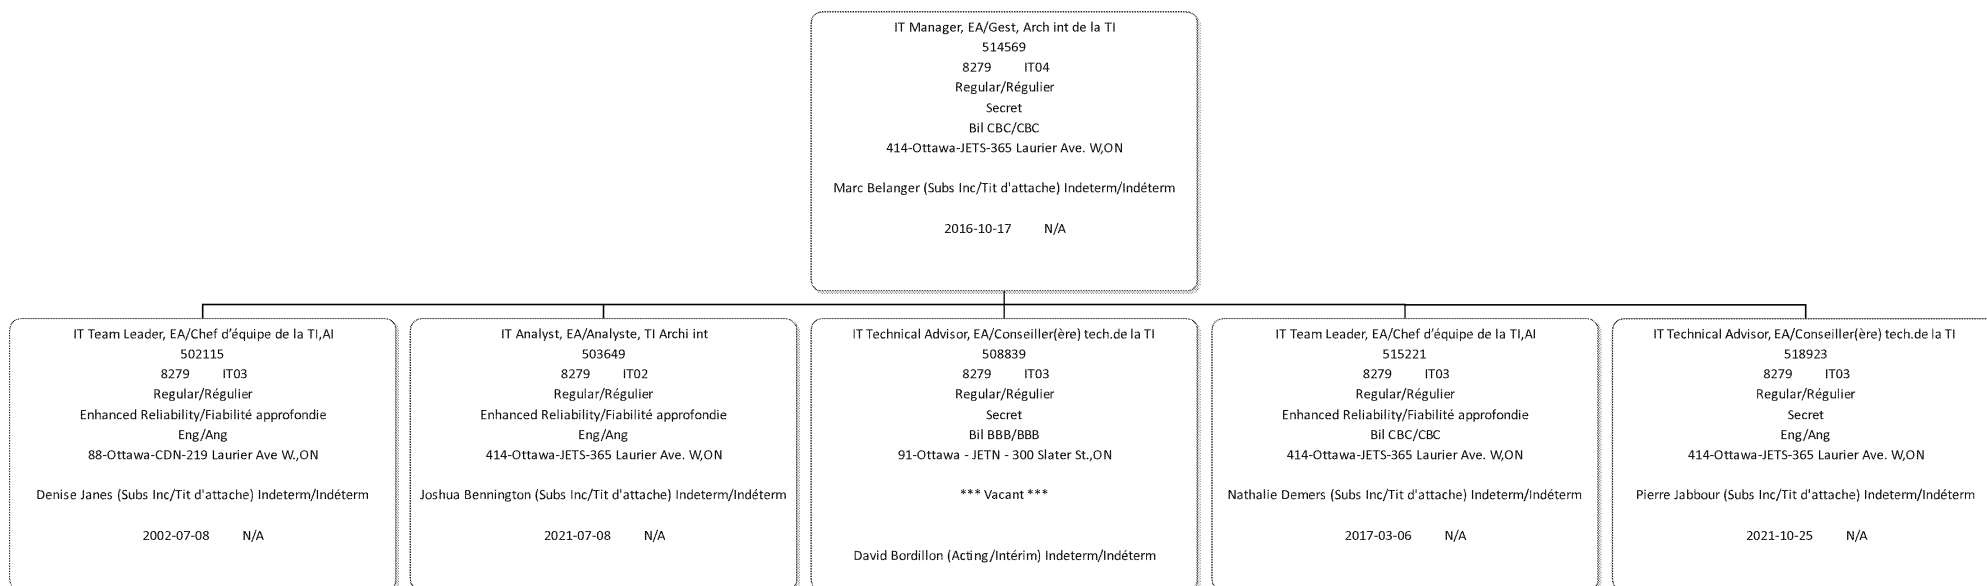 IT Manager, EA/Gest, Arch int de la TI
514569
8279 IT04
Regular/Régulier
Secret
Bil CBC/CBC
414-Ottawa-JETS-365 Laurier Ave. W,ON
Marc Belanger (Subs Inc/Tit d'attache) Indeterm/Indéterm
2016-10-17 N/A
IT Team Leader, EA/Chef d’équipe de la TI,AI
502115
8279 IT03
Regular/Régulier
Enhanced Reliability/Fiabilité approfondie
Eng/Ang
88-Ottawa-CDN-219 Laurier Ave W.,ON
Denise Janes (Subs Inc/Tit d'attache) Indeterm/Indéterm
2002-07-08 N/A
IT Analyst, EA/Analyste, TI Archi int
503649
8279 IT02
Regular/Régulier
Enhanced Reliability/Fiabilité approfondie
Eng/Ang
414-Ottawa-JETS-365 Laurier Ave. W,ON
Joshua Bennington (Subs Inc/Tit d'attache) Indeterm/Indéterm
2021-07-08 N/A
IT Technical Advisor, EA/Conseiller(ère) tech.de la TI
508839
8279 IT03
Regular/Régulier
Secret
Bil BBB/BBB
91-Ottawa - JETN - 300 Slater St.,ON
*** Vacant ***
David Bordillon (Acting/Intérim) Indeterm/Indéterm
IT Team Leader, EA/Chef d’équipe de la TI,AI
515221
8279 IT03
Regular/Régulier
Enhanced Reliability/Fiabilité approfondie
Bil CBC/CBC
414-Ottawa-JETS-365 Laurier Ave. W,ON
Nathalie Demers (Subs Inc/Tit d'attache) Indeterm/Indéterm
2017-03-06 N/A
IT Technical Advisor, EA/Conseiller(ère) tech.de la TI
518923
8279 IT03
Regular/Régulier
Secret
Eng/Ang
414-Ottawa-JETS-365 Laurier Ave. W,ON
Pierre Jabbour (Subs Inc/Tit d'attache) Indeterm/Indéterm
2021-10-25 N/A